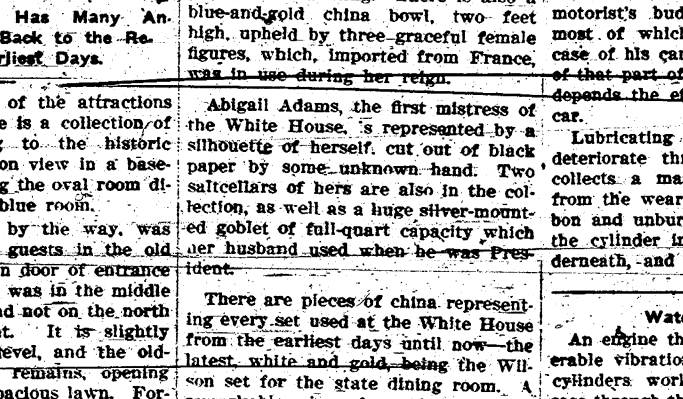 Has Many An-
Back to the Re-
rliest Days.
of the attractions
e is a collection of
g to the historic
on view in a base-
g the oval room di-
blue room.
by the way, was
guests in the old
n door of entrance
was in the middle
nd not on the north
t. It is slightly
level, and the old-
remains, opening
pacious lawn. For-
blue-and-gold china bowl, two feet
high, upheld by three graceful female
figures, which, imported from France,
was in use during her reign.
Abigail Adams, the first mistress of
the White House, s represented by a
silhouette of herself, cut out of black
paper by some unknown hand. Two
saltcellars of hers are also in the col-
lection, as well as a huge silver-mount-
ed goblet of full-quart capacity which
her husband used when he was Pres-
ident.
There are pieces of china represent-
ing every set used at the White House
from the earliest days until now—the
latest, white and gold, being the Wil-
son set for the state dining room. A
motorist's bud
most of which
case of his car
of that part of
depends the ef
car.
Lubricating
deteriorate thr
collects a ma
from the wear
bon and unbur
the cylinder in
derneath, and
Wate
An engine th
erable vibratio
cylinders work